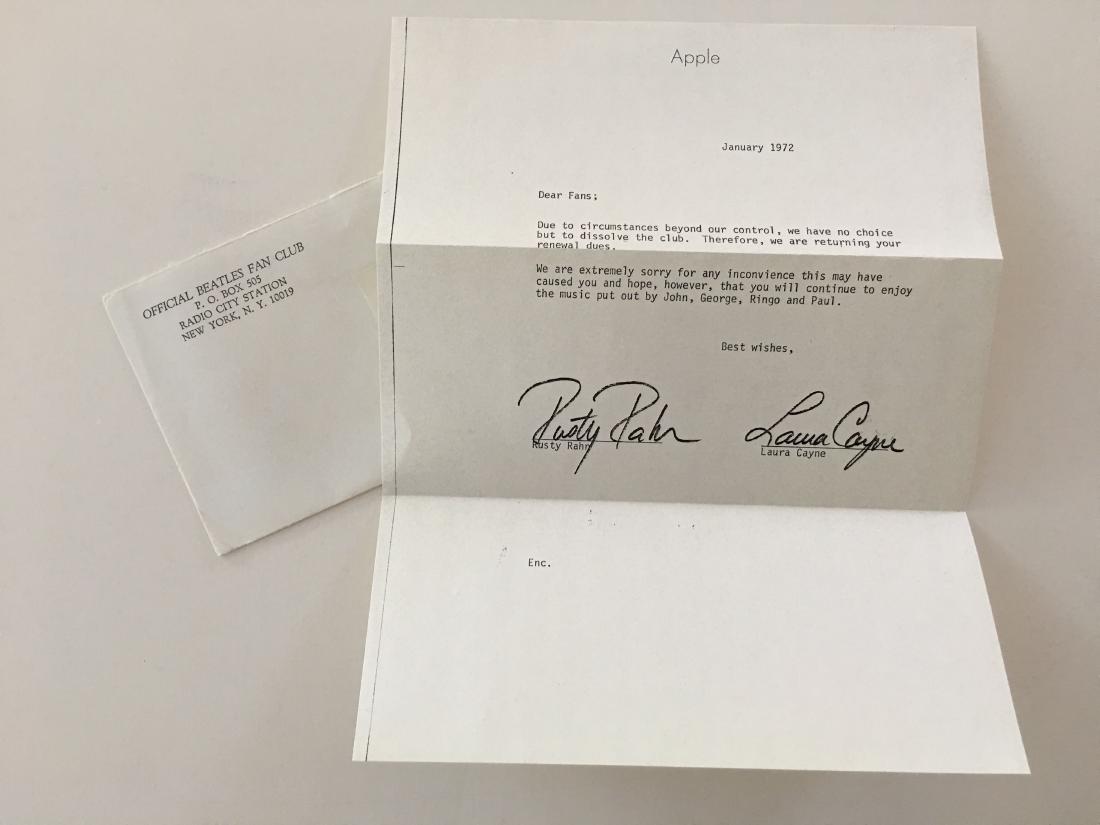 OFFICIAL BEATLES FAN CLUB
P. O. BOX 505
RADIO CITY STATION
NEW YORK, N. Y. 10019
Apple
January 1972
Dear Fans;
Due to circumstances beyond our control, we have no choice
but to dissolve the club. Therefore, we are returning your
renewal dues.
We are extremely sorry for any inconvience this may have
caused you and hope, however, that you will continue to enjoy
the music put out by John, George, Ringo and Paul.
Best wishes,
Rusty Rahn Laura Cayne
Rusty Rahn Laura Cayne
Enc.